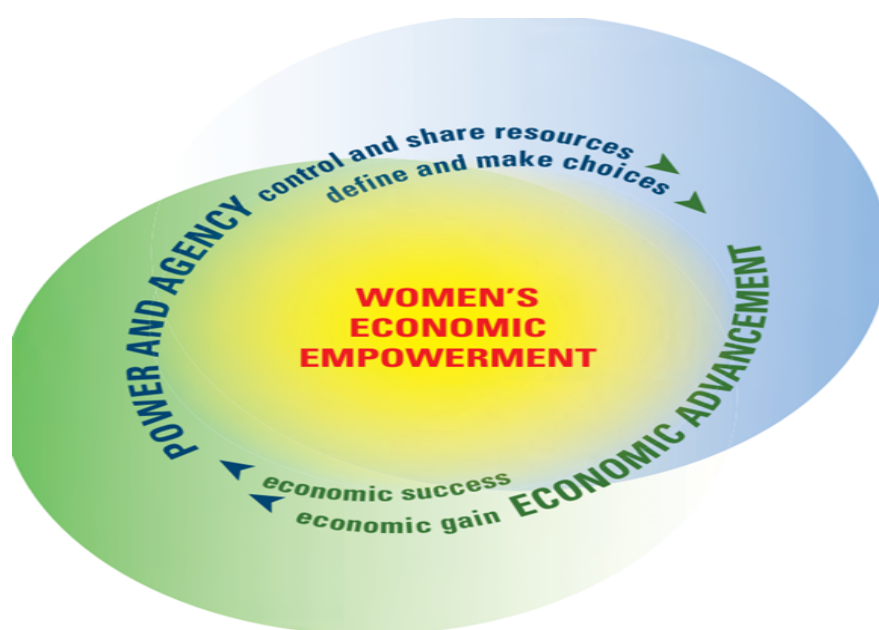 control and share resources
define and make choices
POWER AND AGENCY
WOMEN'S
ECONOMIC
EMPOWERMENT
ECONOMIC ADVANCEMENT
economic success
economic gain